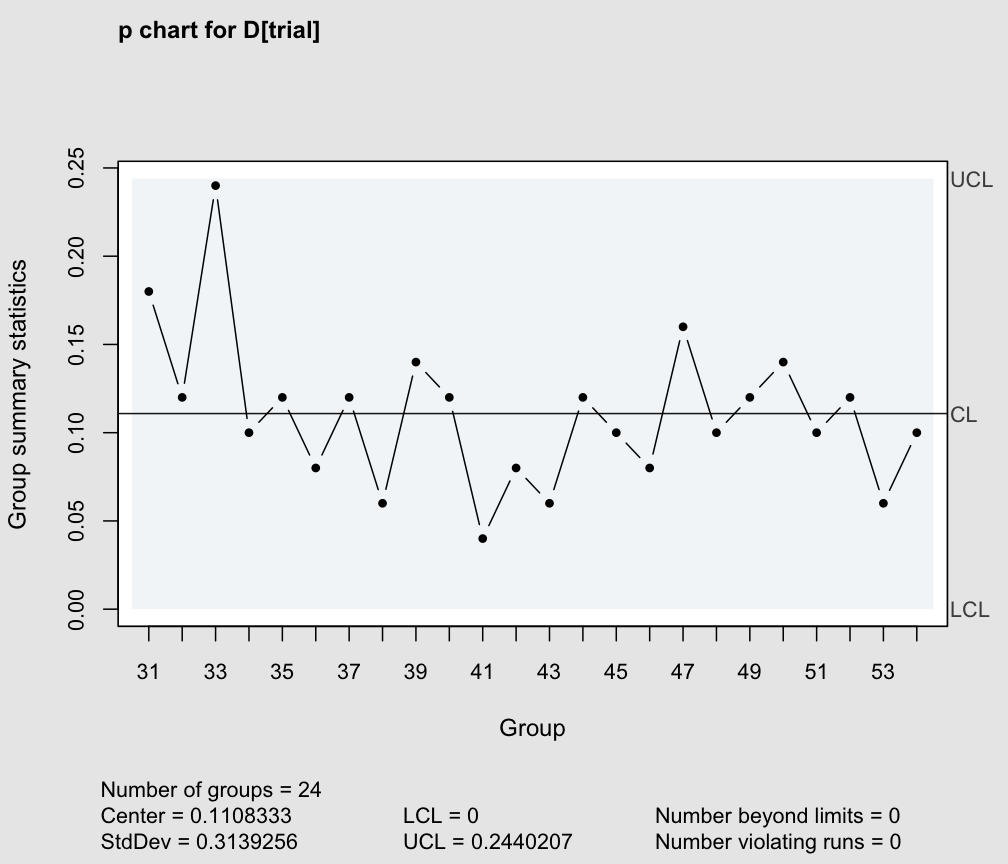 p chart for D[trial]
Group summary statistics
0.25
0.20
0.15
0.10
0.05
0.00
UCL
CL
LCL
31 33 35 37 39 41 43 45 47 49 51 53
Group
Number of groups = 24
Center = 0.1108333 LCL = 0 Number beyond limits = 0
StdDev = 0.3139256 UCL = 0.2440207 Number violating runs = 0